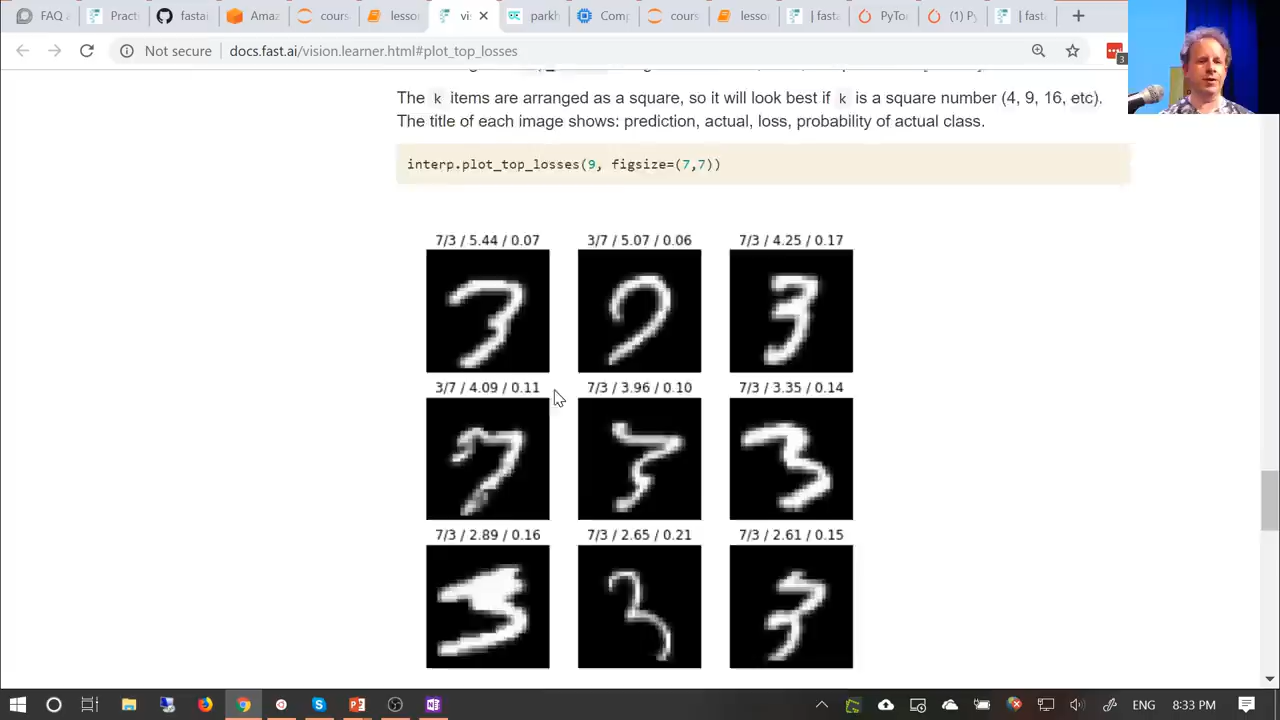 FAQ
Pract
fastai
Amaz
cours
lesso
vi
parkh
Comp
cours
lesso
| fasta
PyTo
(1) Py
| fasta
Not secure
docs.fast.ai/vision.learner.html#plot_top_losses
3
The k items are arranged as a square, so it will look best if k is a square number (4, 9, 16, etc).
The title of each image shows: prediction, actual, loss, probability of actual class.
interp.plot_top_losses(9, figsize=(7,7))
7/3 / 5.44 / 0.07
3/7 / 5.07 / 0.06
7/3 / 4.25 / 0.17
3/7 / 4.09 / 0.11
7/3 / 3.96 / 0.10
7/3 / 3.35 / 0.14
7/3 / 2.89 / 0.16
7/3 / 2.65 / 0.21
7/3 / 2.61 / 0.15
ENG
8:33 PM